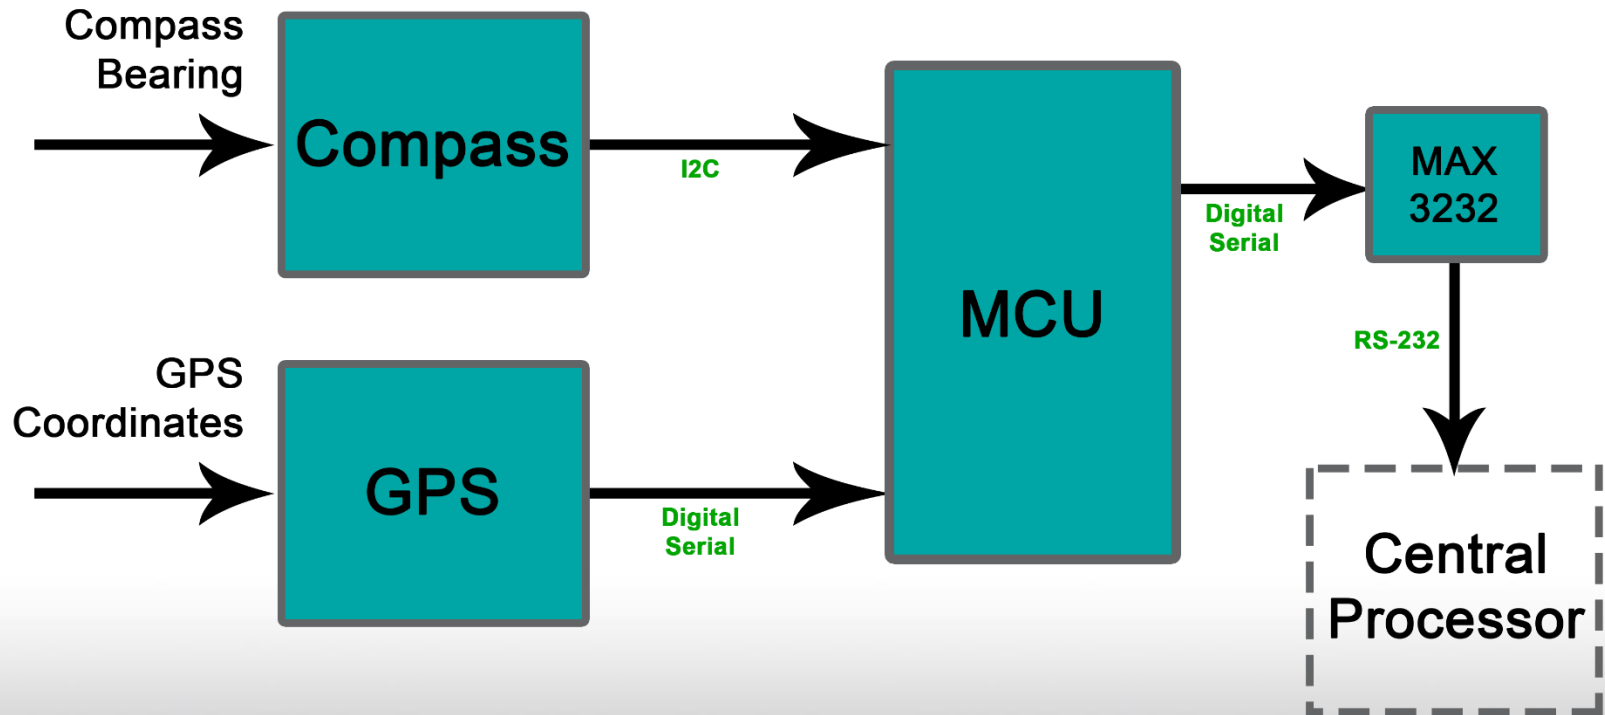 Compass
Bearing
Compass
I2C
GPS
Coordinates
GPS
Digital
Serial
MCU
Digital
Serial
MAX
3232
RS-232
Central
Processor